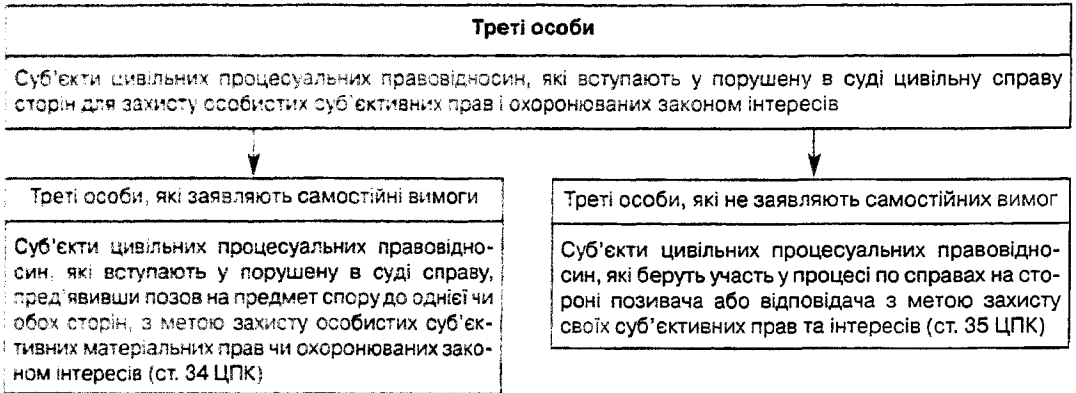 Треті особи
Суб’єкти цивільних процесуальних правовідносин, які вступають у порушену в суді цивільну справу
сторін для захисту особистих суб’єктивних прав і охоронюваних законом інтересів
Треті особи, які заявляють самостійні вимоги
Суб’єкти цивільних процесуальних правовідно-
син, які вступають у порушену в суді справу,
пред’явивши позов на предмет спору до однієї чи
обох сторін, з метою захисту особистих суб’єк-
тивних матеріальних прав чи охоронюваних зако-
ном інтересів (ст. 34 ЦПК)
Треті особи, які не заявляють самостійних вимог
Суб’єкти цивільних процесуальних правовідно-
син, які беруть участь у процесі по справах на сто-
роні позивача або відповідача з метою захисту
своїх суб’єктивних прав та інтересів (ст. 35 ЦПК)